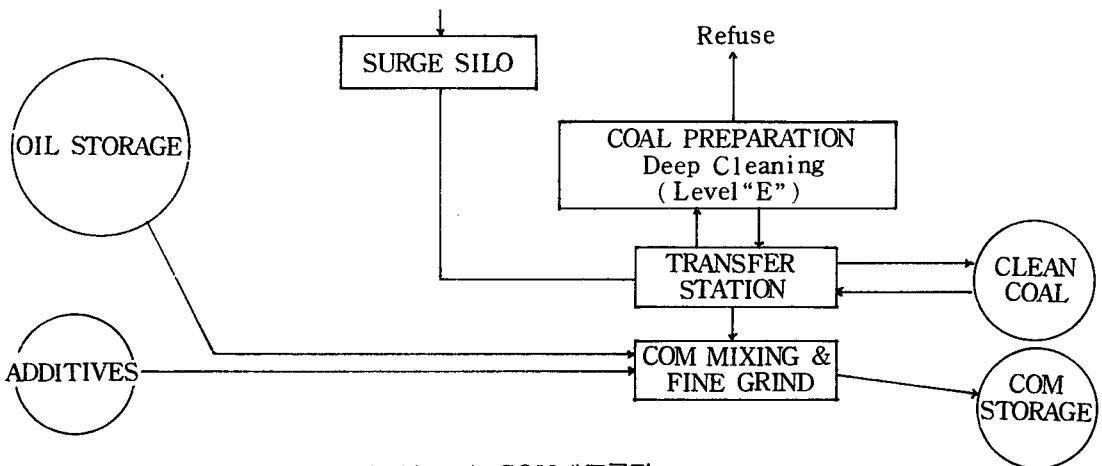 SURGE SILO
Refuse
OIL STORAGE
COAL PREPARATION
Deep Cleaning
(Level "E")
TRANSFER
STATION
CLEAN
COAL
ADDITIVES
COM MIXING &
FINE GRIND
COM
STORAGE
COM